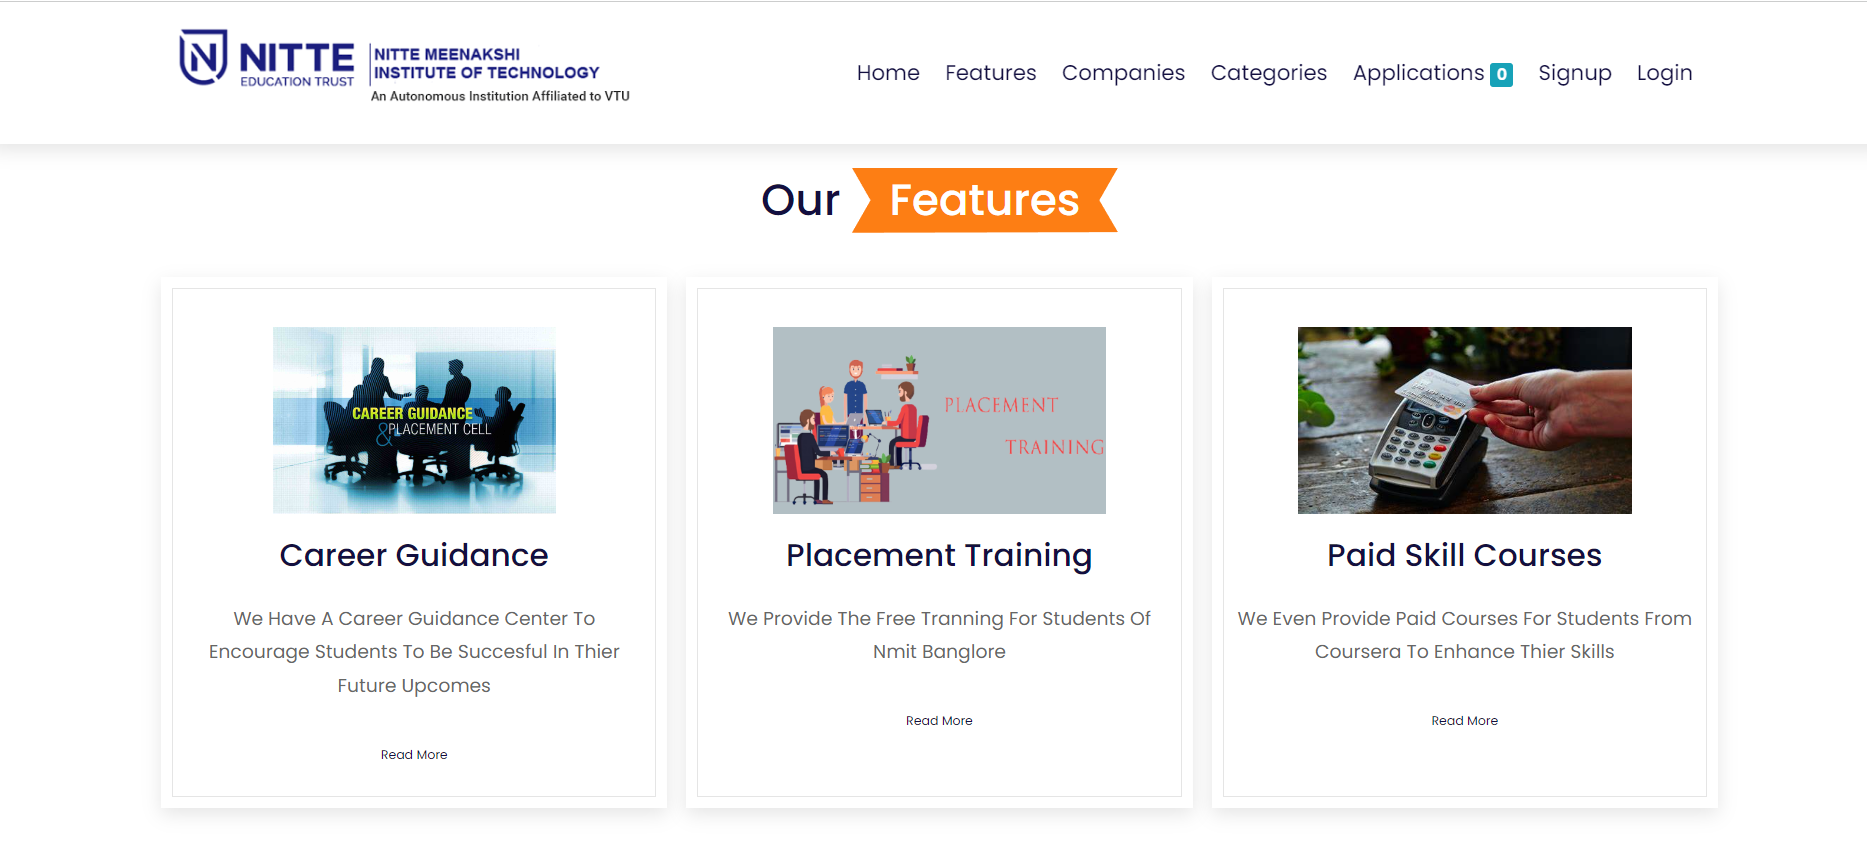 NITTE
EDUCATION TRUST
NITTE MEENAKSHI
INSTITUTE OF TECHNOLOGY
An Autonomous Institution Affiliated to VTU
Home Features Companies Categories Applications 0 Signup Login
Our Features
CAREER GUIDANCE
& PLACEMENT CELL
Career Guidance
We Have A Career Guidance Center To
Encourage Students To Be Succesful In Thier
Future Upcomes
Read More
PLACEMENT
TRAINING
Placement Training
We Provide The Free Tranning For Students Of
Nmit Banglore
Read More
Paid Skill Courses
We Even Provide Paid Courses For Students From
Coursera To Enhance Thier Skills
Read More